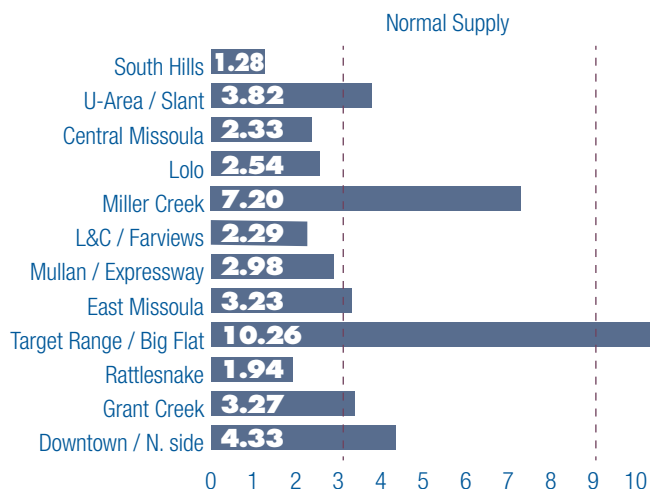 Normal Supply
South Hills 1.28
U-Area / Slant 3.82
Central Missoula 2.33
Lolo 2.54
Miller Creek 7.20
L&C / Farviews 2.29
Mullan / Expressway 2.98
East Missoula 3.23
Target Range / Big Flat 10.26
Rattlesnake 1.94
Grant Creek 3.27
Downtown / N. side 4.33
0 1 2 3 4 5 6 7 8 9 10